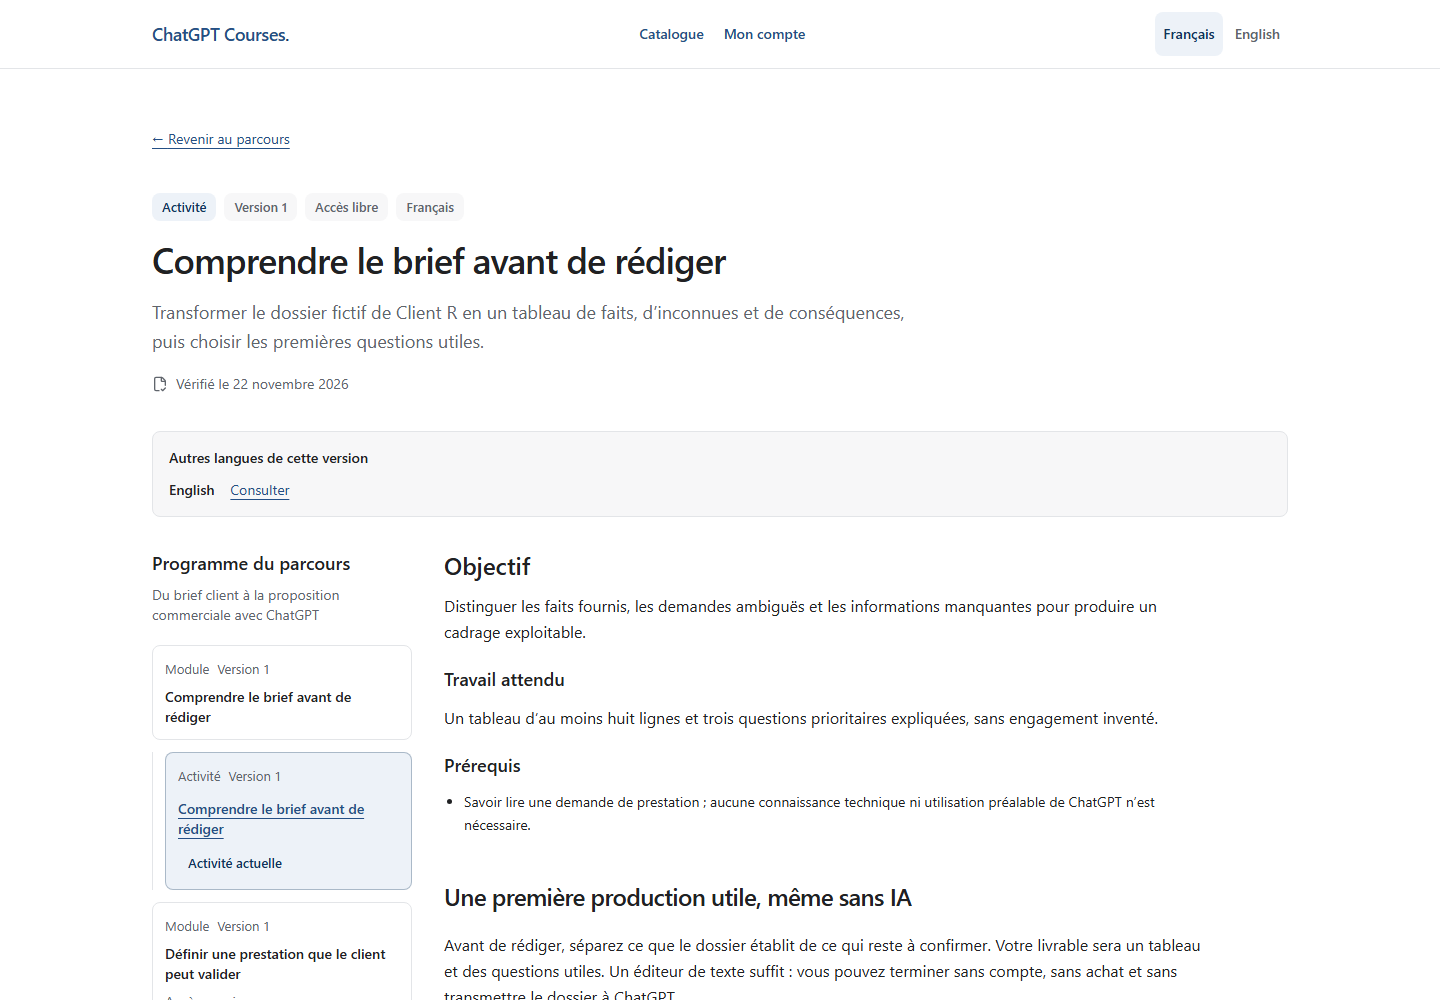 ChatGPT Courses.
Catalogue
Mon compte
Français
English
← Revenir au parcours
Activité
Version 1
Accès libre
Français
Comprendre le brief avant de rédiger
Transformer le dossier fictif de Client R en un tableau de faits, d’inconnues et de conséquences,
puis choisir les premières questions utiles.
Vérifié le 22 novembre 2026
Autres langues de cette version
English Consulter
Programme du parcours
Du brief client à la proposition
commerciale avec ChatGPT
Module Version 1
Comprendre le brief avant de
rédiger
Activité Version 1
Comprendre le brief avant de
rédiger
Activité actuelle
Module Version 1
Définir une prestation que le client
peut valider
Objectif
Distinguer les faits fournis, les demandes ambiguës et les informations manquantes pour produire un
cadrage exploitable.
Travail attendu
Un tableau d’au moins huit lignes et trois questions prioritaires expliquées, sans engagement inventé.
Prérequis
• Savoir lire une demande de prestation ; aucune connaissance technique ni utilisation préalable de ChatGPT n’est
nécessaire.
Une première production utile, même sans IA
Avant de rédiger, séparez ce que le dossier établit de ce qui reste à confirmer. Votre livrable sera un tableau
et des questions utiles. Un éditeur de texte suffit : vous pouvez terminer sans compte, sans achat et sans
transmettre le dossier à ChatGPT.